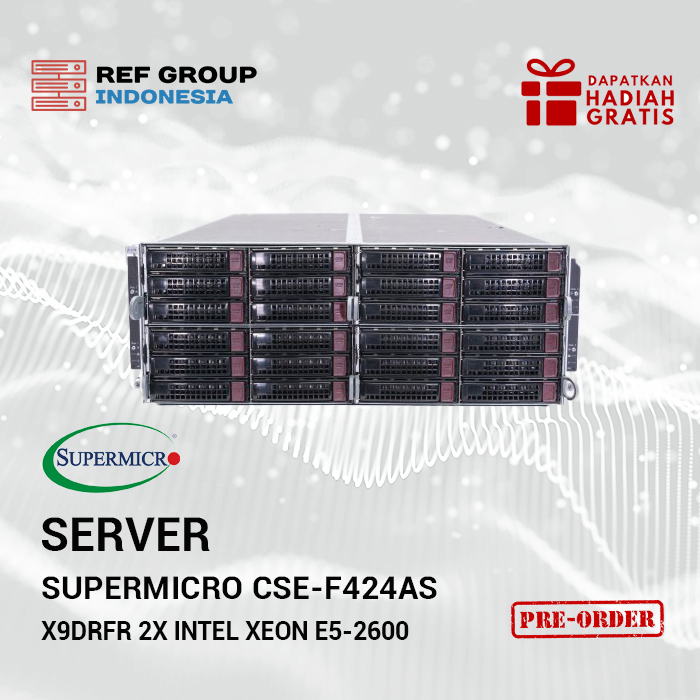 REF GROUP
INDONESIA
DAPATKAN
HADIAH
GRATIS
SUPERMICRO
SERVER
SUPERMICRO CSE-F424AS
X9DRFR 2X INTEL XEON E5-2600
PRE-ORDER